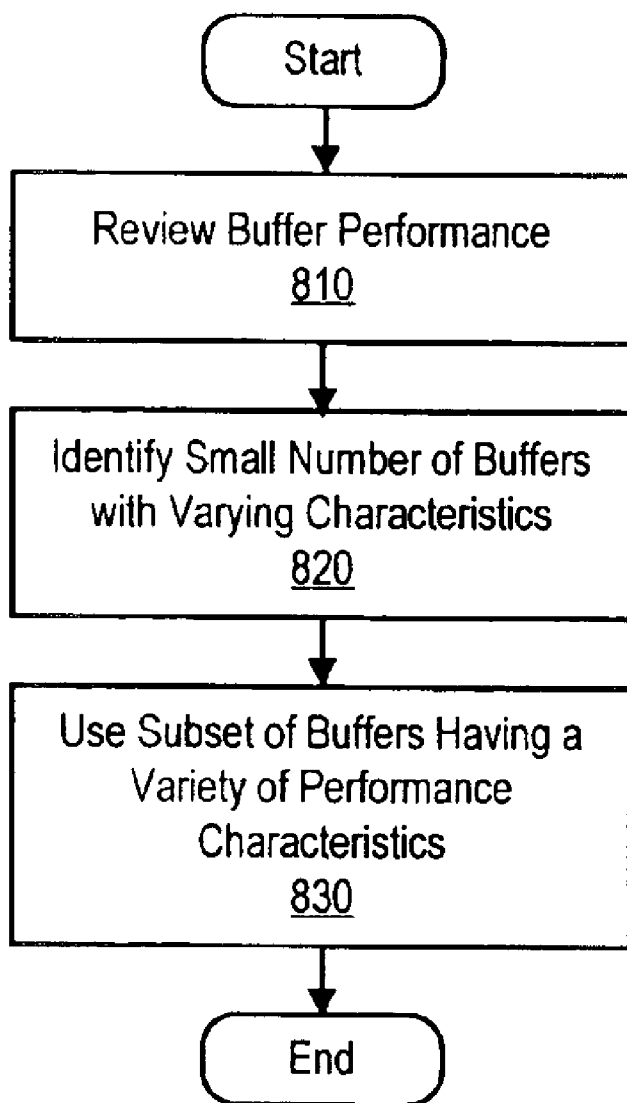 Start
Review Buffer Performance
810
Identify Small Number of Buffers
with Varying Characteristics
820
Use Subset of Buffers Having a
Variety of Performance
Characteristics
830
End